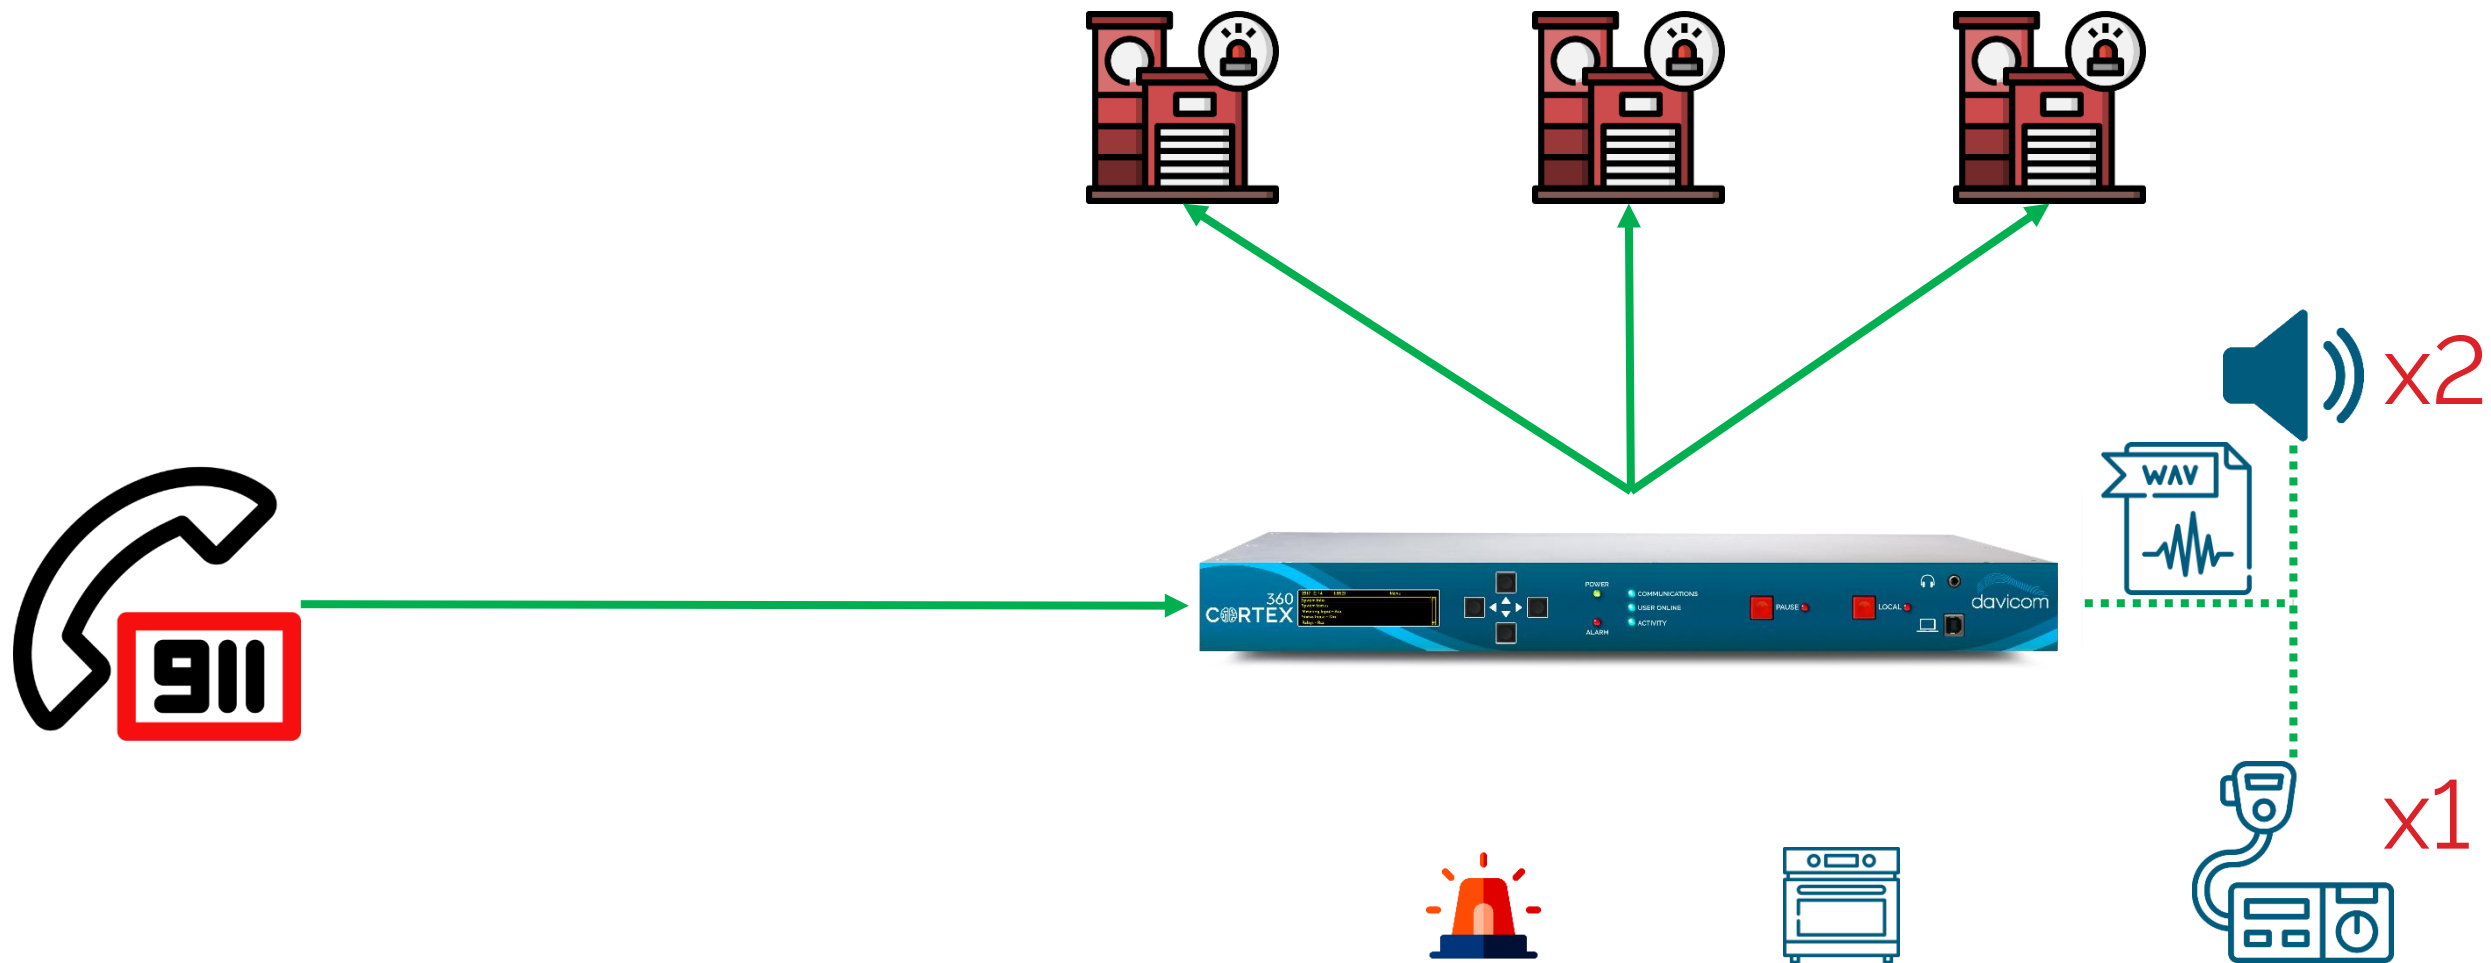 x2
WAV
911
360
CORTEX
POWER
ALARM
COMMUNICATIONS
USER ONLINE
ACTIVITY
PAUSE
LOCAL
davicom
x1